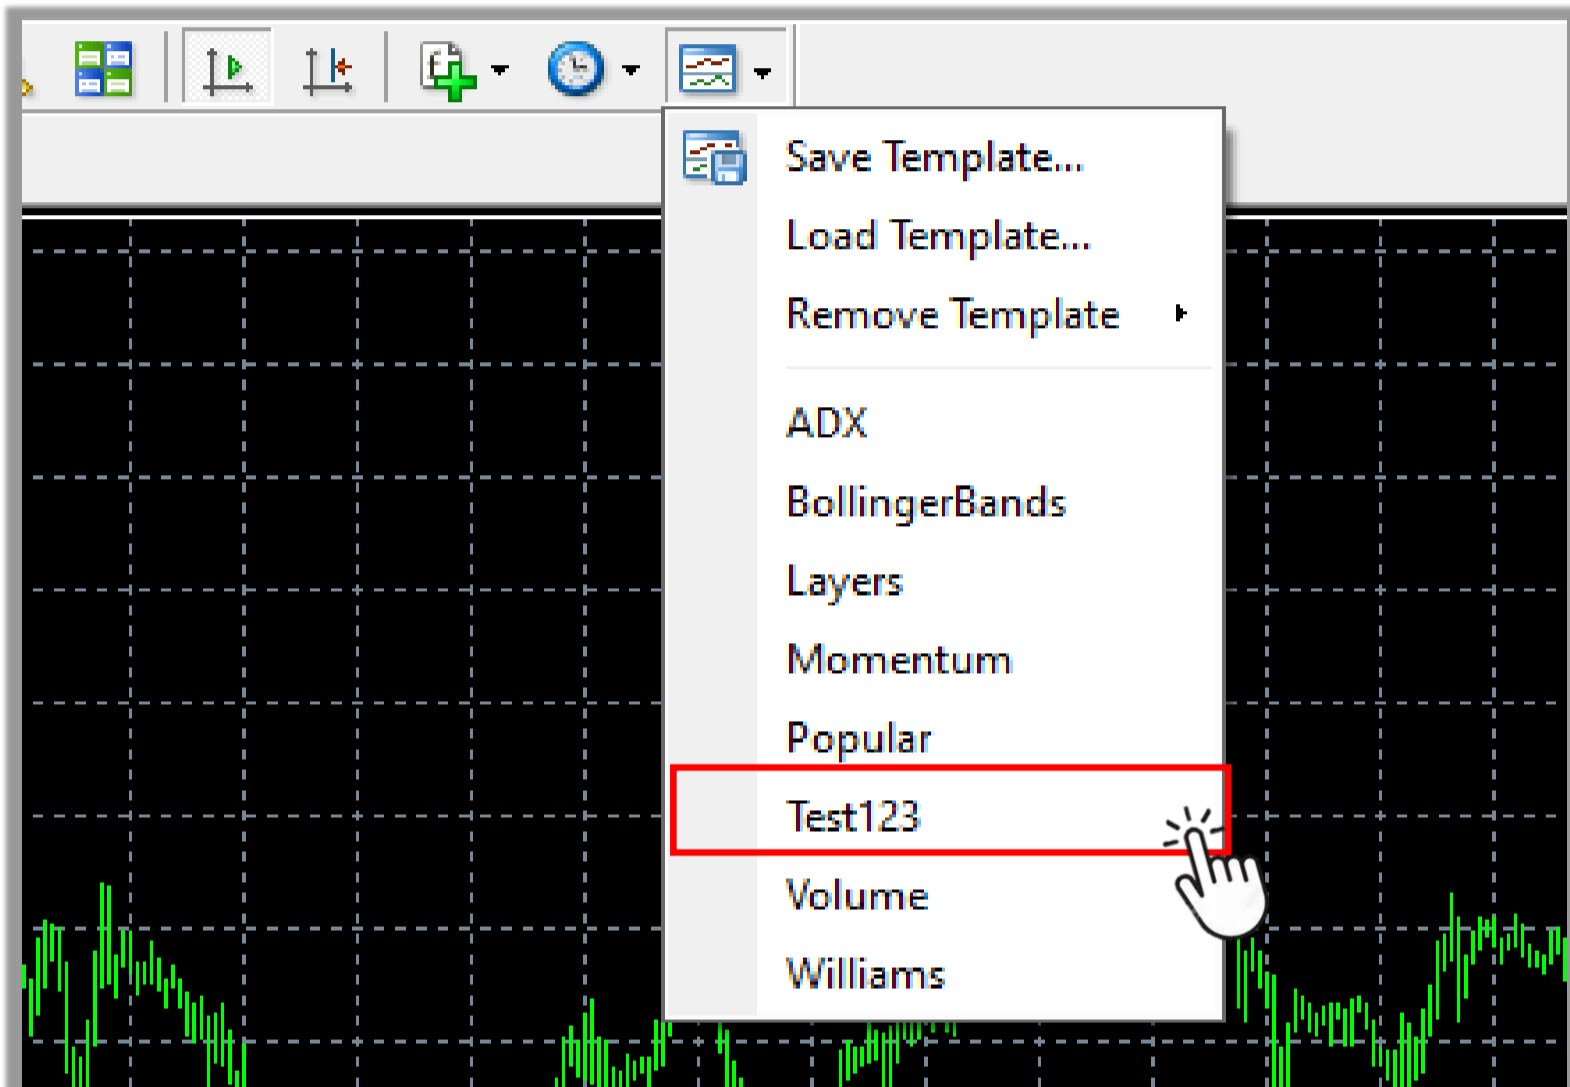 Save Template...
Load Template...
Remove Template
ADX
BollingerBands
Layers
Momentum
Popular
Test123
Volume
Williams